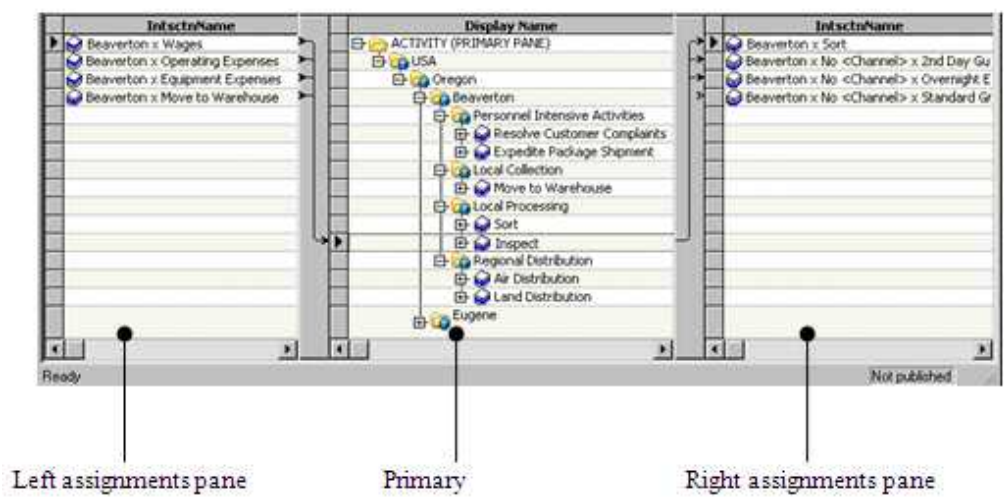 IntsctnName
Beaverton x Wages
Beaverton x Operating Expenses
Beaverton x Equipment Expenses
Beaverton x Move to Warehouse
Display Name
ACTIVITY (PRIMARY PANE)
USA
Oregon
Beaverton
Personnel Intensive Activities
Resolve Customer Complaints
Expedite Package Shipment
Local Collection
Move to Warehouse
Local Processing
Sort
Inspect
Regional Distribution
Air Distribution
Land Distribution
Eugene
IntsctnName
Beaverton x Sort
Beaverton x No <Channel> x 2nd Day Gu
Beaverton x No <Channel> x Overnight E
Beaverton x No <Channel> x Standard Gr
Ready
Not published
Left assignments pane
Primary
Right assignments pane